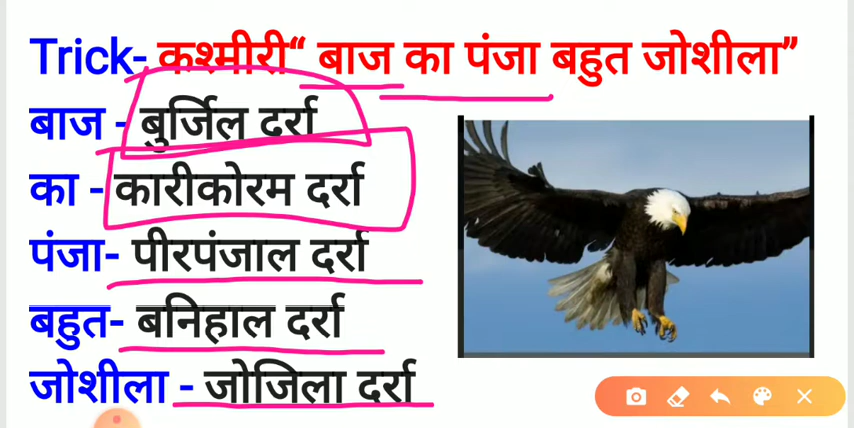 Trick- कश्मीरी“ बाज का पंजा बहुत जोशीला”
बाज - बुर्जिल दर्रा
का - कारीकोरम दर्रा
पंजा- पीरपंजाल दर्रा
बहुत- बनिहाल दर्रा
जोशीला - जोजिला दर्रा